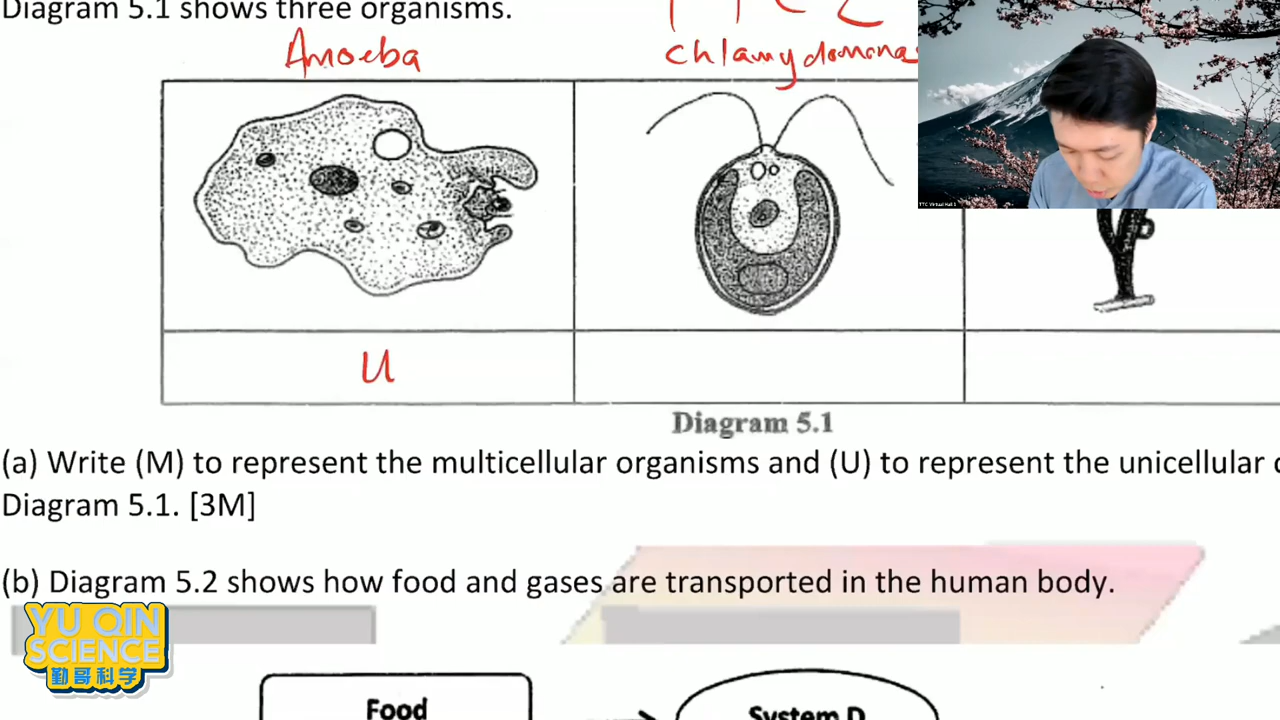 Diagram 5.1 shows three organisms.
Amoeba
chlamydomonas
U
Diagram 5.1
(a) Write (M) to represent the multicellular organisms and (U) to represent the unicellular
Diagram 5.1. [3M]
(b) Diagram 5.2 shows how food and gases are transported in the human body.
YU QIN
SCIENCE
勤哥科学
Food
System D